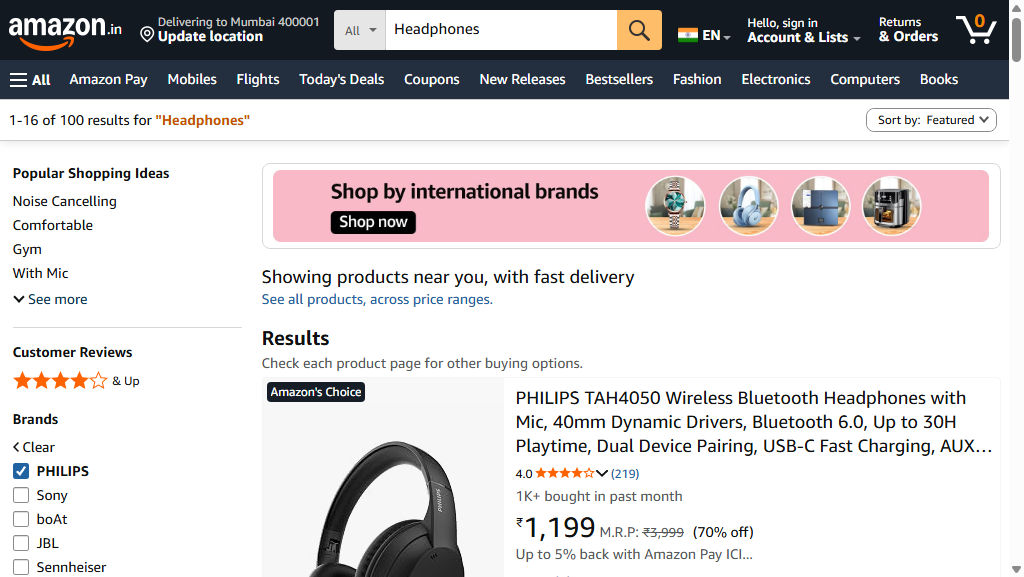 amazon.in
Delivering to Mumbai 400001
Update location
All
Headphones
EN
Hello, sign in
Account & Lists
Returns
& Orders
0
All
Amazon Pay
Mobiles
Flights
Today's Deals
Coupons
New Releases
Bestsellers
Fashion
Electronics
Computers
Books
1-16 of 100 results for "Headphones"
Sort by: Featured
Popular Shopping Ideas
Noise Cancelling
Comfortable
Gym
With Mic
See more
Customer Reviews
& Up
Brands
Clear
PHILIPS
Sony
boAt
JBL
Sennheiser
Shop by international brands
Shop now
Showing products near you, with fast delivery
See all products, across price ranges.
Results
Check each product page for other buying options.
Amazon's Choice
PHILIPS
PHILIPS TAH4050 Wireless Bluetooth Headphones with
Mic, 40mm Dynamic Drivers, Bluetooth 6.0, Up to 30H
Playtime, Dual Device Pairing, USB-C Fast Charging, AUX...
4.0 (219)
1K+ bought in past month
₹1,199 M.R.P: ₹3,999 (70% off)
Up to 5% back with Amazon Pay ICI...